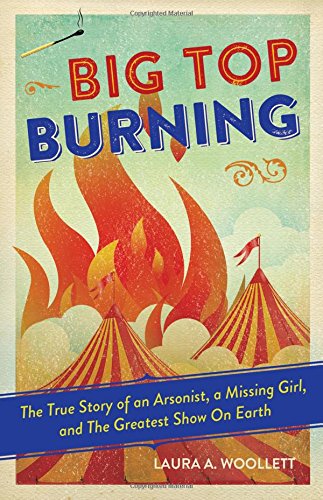 BIG TOP
BURNING
The True Story of an Arsonist, a Missing Girl,
and The Greatest Show On Earth
LAURA A. WOOLLETT